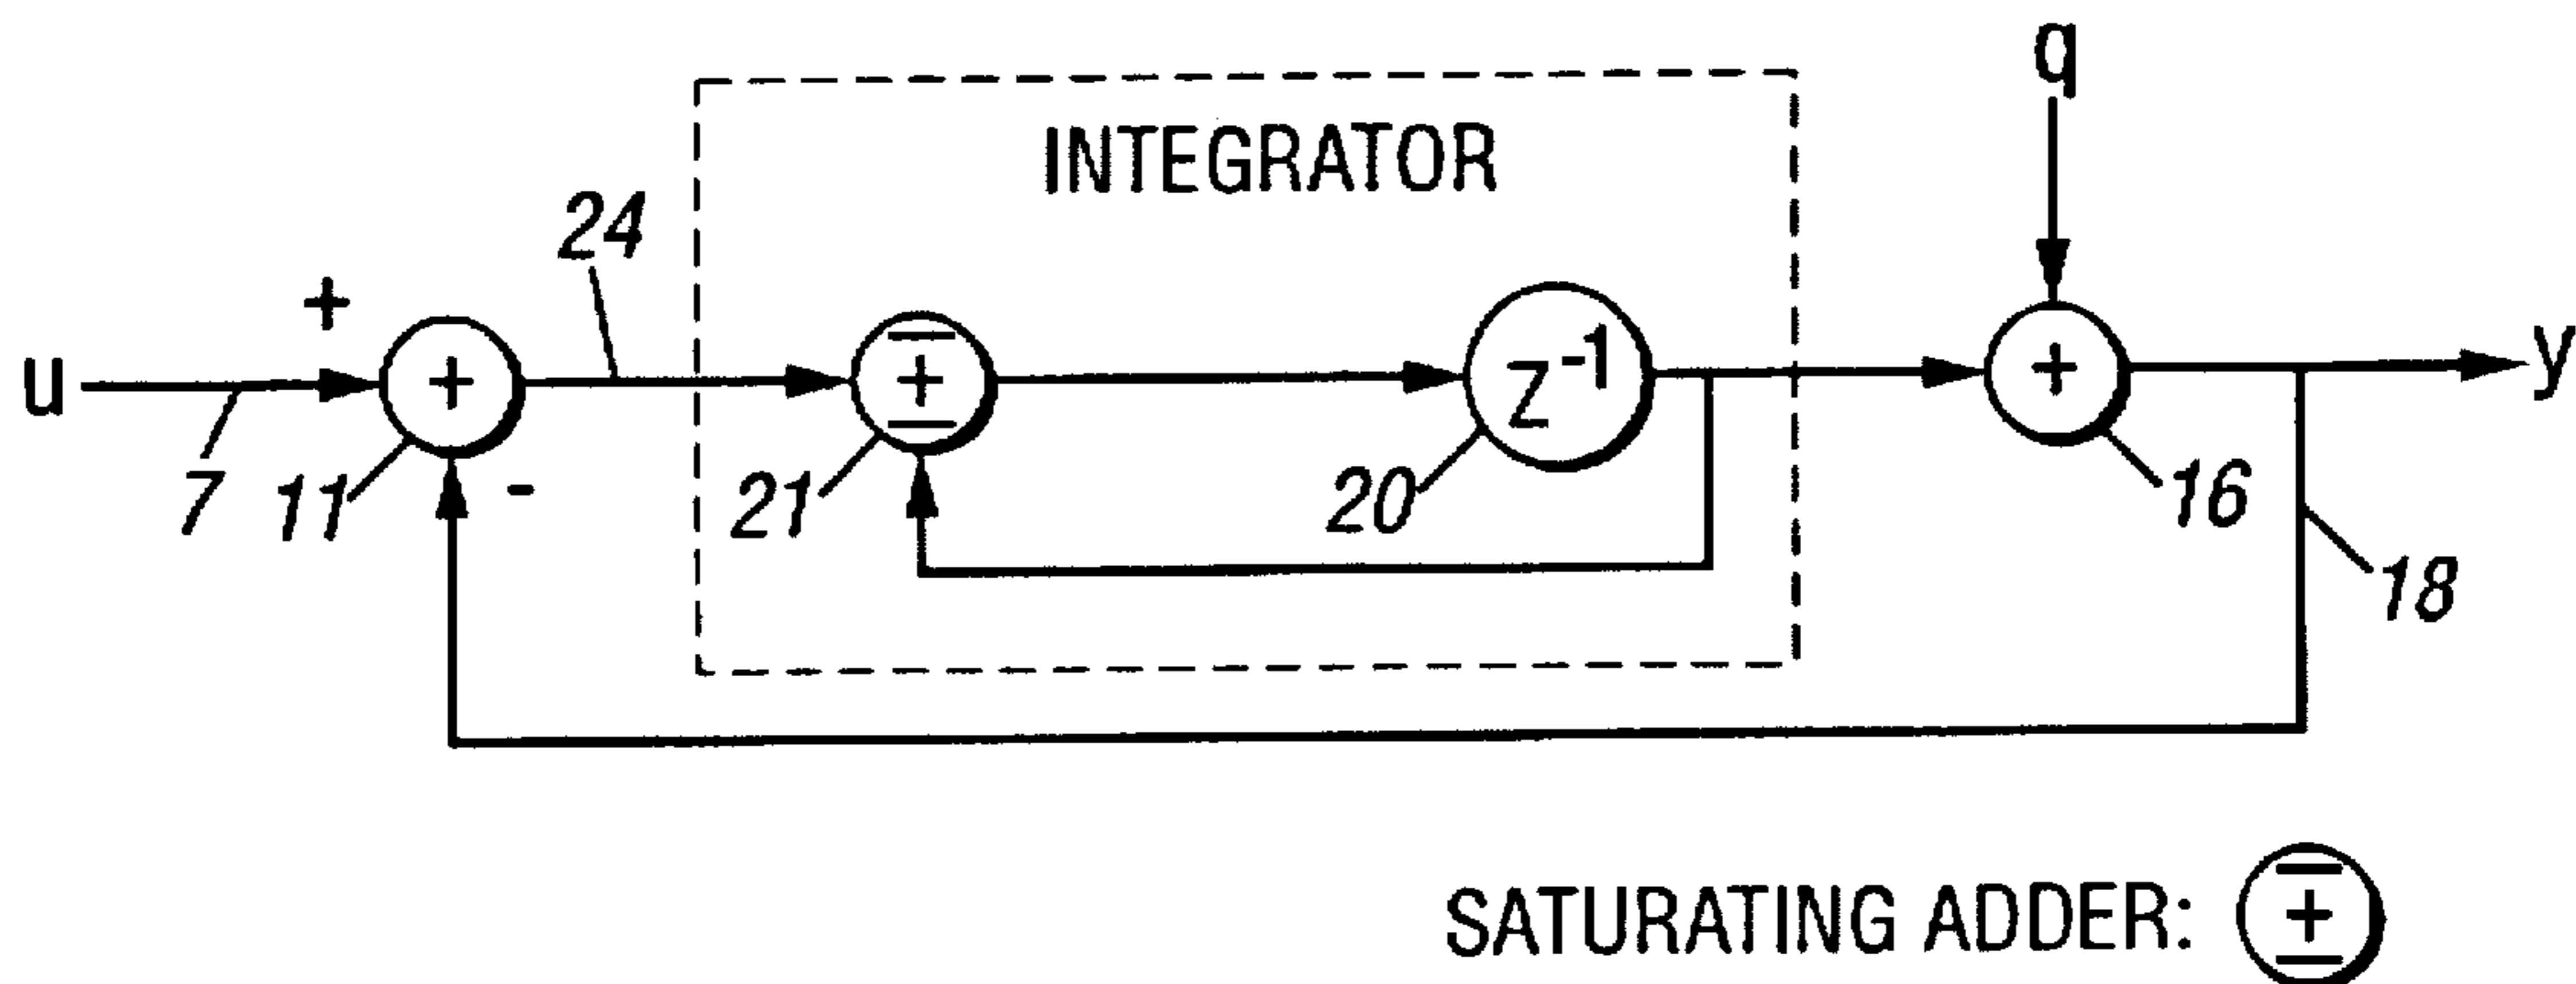 q
INTEGRATOR
24
+
u
+
+
z⁻¹
+
y
7
11
-
21
20
16
18
SATURATING ADDER: +